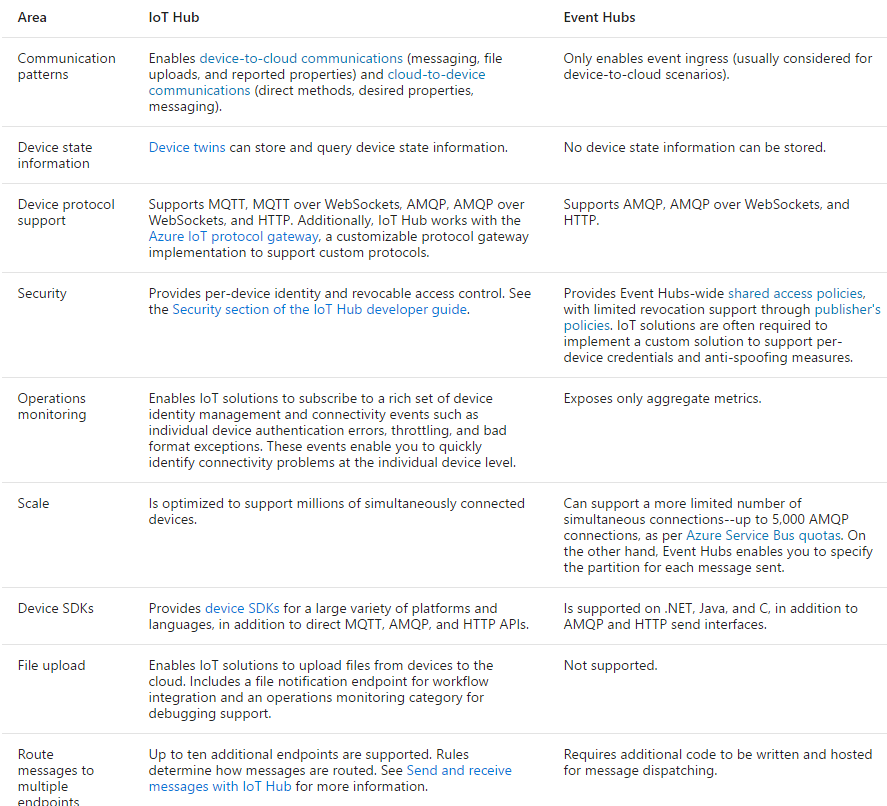 Area IoT Hub Event Hubs
Communication patterns
Enables device-to-cloud communications (messaging, file
uploads, and reported properties) and cloud-to-device
communications (direct methods, desired properties,
messaging).
Only enables event ingress (usually considered for
device-to-cloud scenarios).
Device state
information
Device twins can store and query device state information.
No device state information can be stored.
Device protocol
support
Supports MQTT, MQTT over WebSockets, AMQP, AMQP over
WebSockets, and HTTP. Additionally, IoT Hub works with the
Azure IoT protocol gateway, a customizable protocol gateway
implementation to support custom protocols.
Supports AMQP, AMQP over WebSockets, and
HTTP.
Security
Provides per-device identity and revocable access control. See
the Security section of the IoT Hub developer guide.
Provides Event Hubs-wide shared access policies,
with limited revocation support through publisher's
policies. IoT solutions are often required to
implement a custom solution to support per-
device credentials and anti-spoofing measures.
Operations
monitoring
Enables IoT solutions to subscribe to a rich set of device
identity management and connectivity events such as
individual device authentication errors, throttling, and bad
format exceptions. These events enable you to quickly
identify connectivity problems at the individual device level.
Exposes only aggregate metrics.
Scale
Is optimized to support millions of simultaneously connected
devices.
Can support a more limited number of
simultaneous connections--up to 5,000 AMQP
connections, as per Azure Service Bus quotas. On
the other hand, Event Hubs enables you to specify
the partition for each message sent.
Device SDKs
Provides device SDKs for a large variety of platforms and
languages, in addition to direct MQTT, AMQP, and HTTP APIs.
Is supported on .NET, Java, and C, in addition to
AMQP and HTTP send interfaces.
File upload
Enables IoT solutions to upload files from devices to the
cloud. Includes a file notification endpoint for workflow
integration and an operations monitoring category for
debugging support.
Not supported.
Route
messages to
multiple
endpoints
Up to ten additional endpoints are supported. Rules
determine how messages are routed. See Send and receive
messages with IoT Hub for more information.
Requires additional code to be written and hosted
for message dispatching.